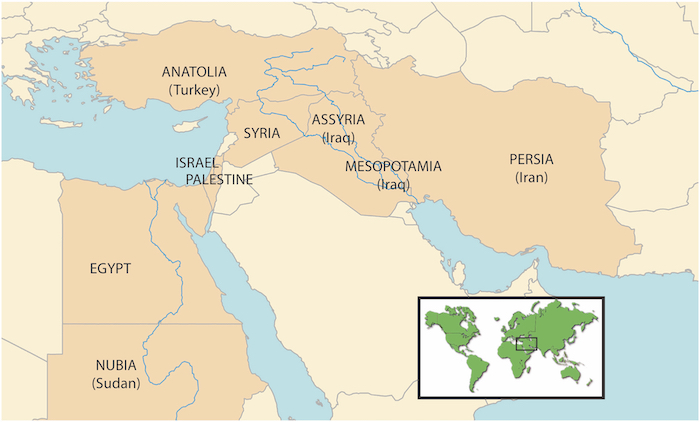 ANATOLIA
(Turkey)
SYRIA
ASSYRIA
(Iraq)
ISRAEL
PALESTINE
MESOPOTAMIA
(Iraq)
PERSIA
(Iran)
EGYPT
NUBIA
(Sudan)